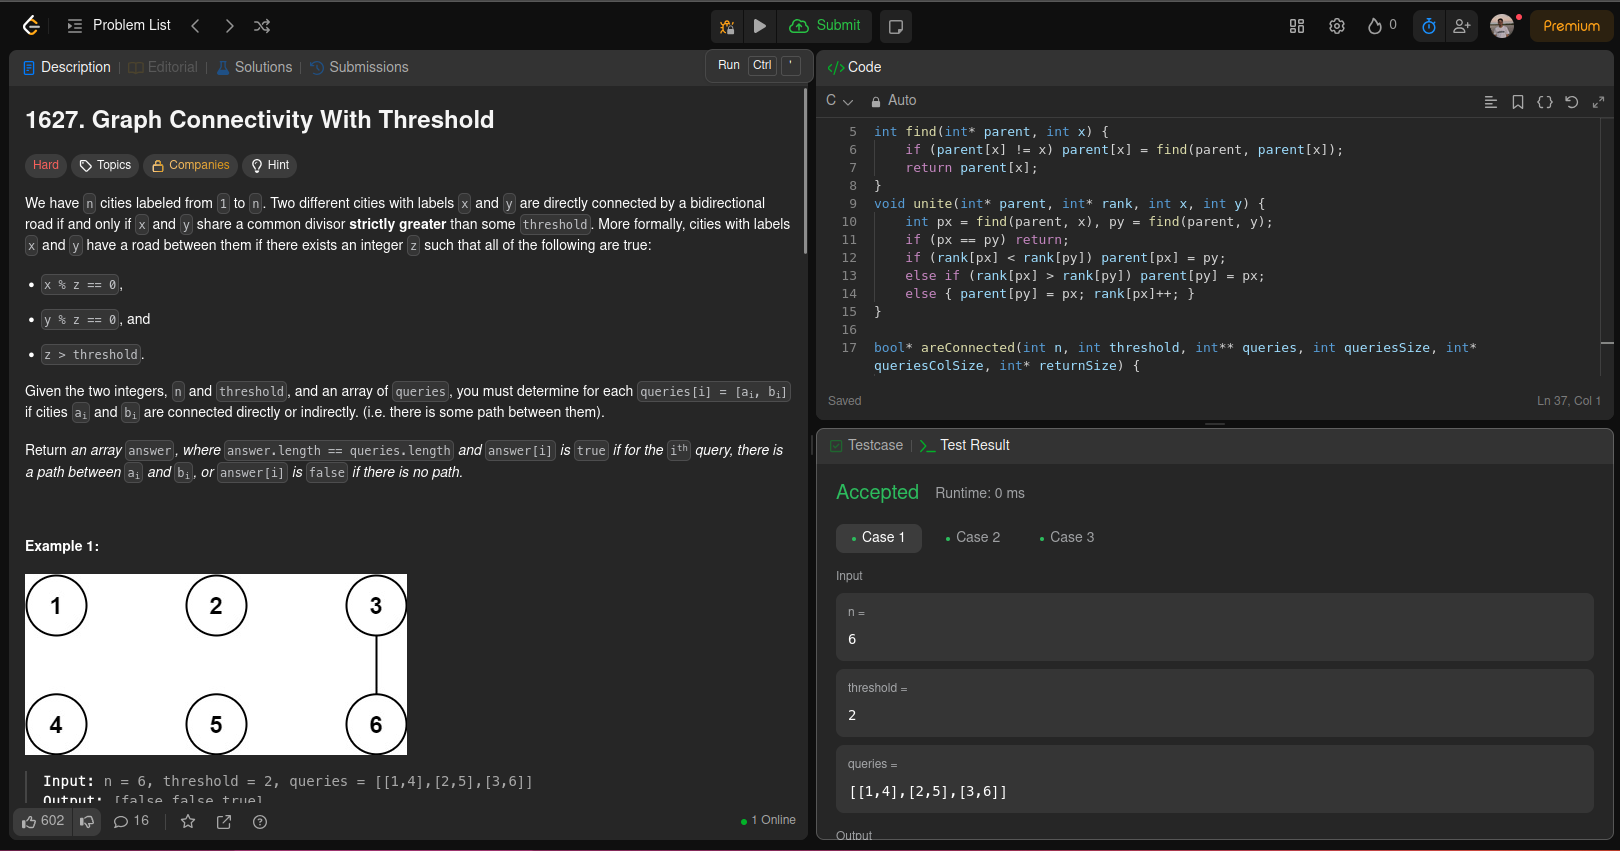 Problem List
Submit
0
Premium
Description
Editorial
Solutions
Submissions
Run Ctrl '
</> Code
1627. Graph Connectivity With Threshold
Hard
Topics
Companies
Hint
We have n cities labeled from 1 to n. Two different cities with labels x and y are directly connected by a bidirectional
road if and only if x and y share a common divisor strictly greater than some threshold. More formally, cities with labels
x and y have a road between them if there exists an integer z such that all of the following are true:
• x % z == 0,
• y % z == 0, and
• z > threshold.
Given the two integers, n and threshold, and an array of queries, you must determine for each queries[i] = [ai, bi]
if cities ai and bi are connected directly or indirectly. (i.e. there is some path between them).
Return an array answer, where answer.length == queries.length and answer[i] is true if for the ith query, there is
a path between ai and bi, or answer[i] is false if there is no path.
Example 1:
1 2 3
4 5 6
Input: n = 6, threshold = 2, queries = [[1,4],[2,5],[3,6]]
Output: [false,false,true]
602
16
1 Online
C
Auto
5 int find(int* parent, int x) {
6 if (parent[x] != x) parent[x] = find(parent, parent[x]);
7 return parent[x];
8 }
9 void unite(int* parent, int* rank, int x, int y) {
10 int px = find(parent, x), py = find(parent, y);
11 if (px == py) return;
12 if (rank[px] < rank[py]) parent[px] = py;
13 else if (rank[px] > rank[py]) parent[py] = px;
14 else { parent[py] = px; rank[px]++; }
15 }
16
17 bool* areConnected(int n, int threshold, int** queries, int queriesSize, int*
queriesColSize, int* returnSize) {
Saved
Ln 37, Col 1
Testcase
>_ Test Result
Accepted Runtime: 0 ms
• Case 1
• Case 2
• Case 3
Input
n =
6
threshold =
2
queries =
[[1,4],[2,5],[3,6]]
Output